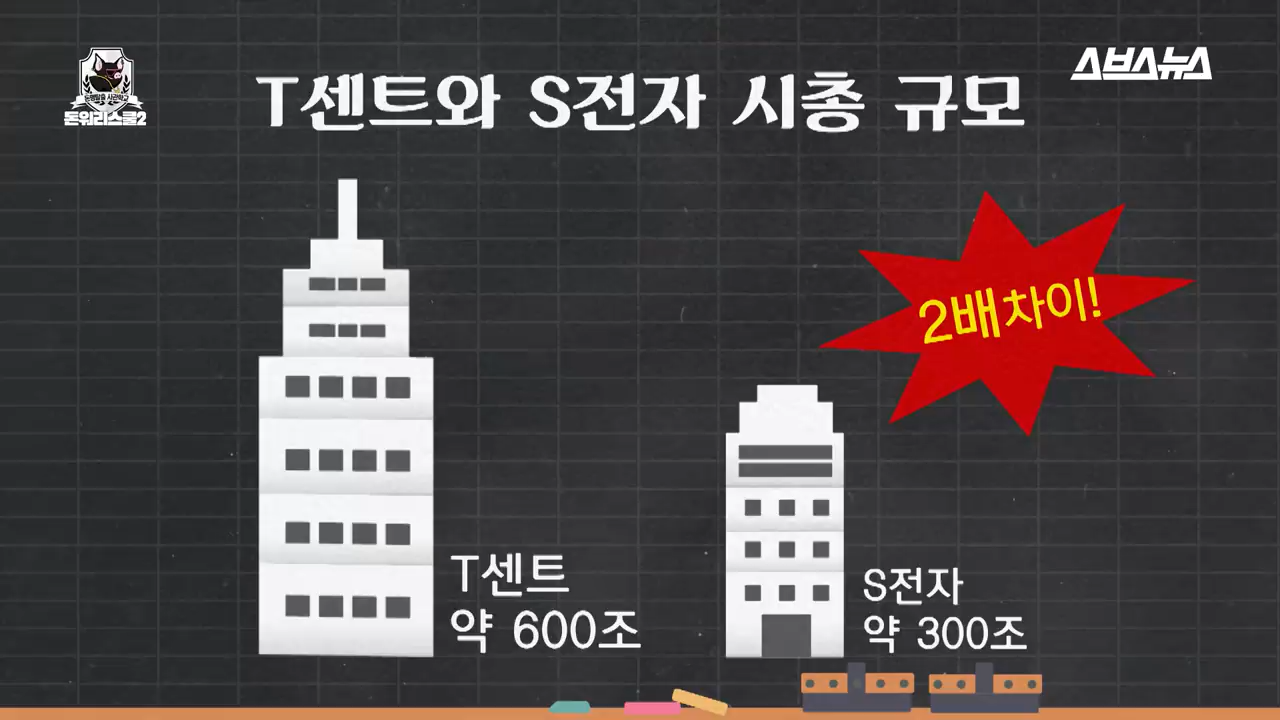 스브스뉴스
돈워리스쿨2
T센트와 S전자 시총 규모
2배차이!
T센트
약 600조
S전자
약 300조